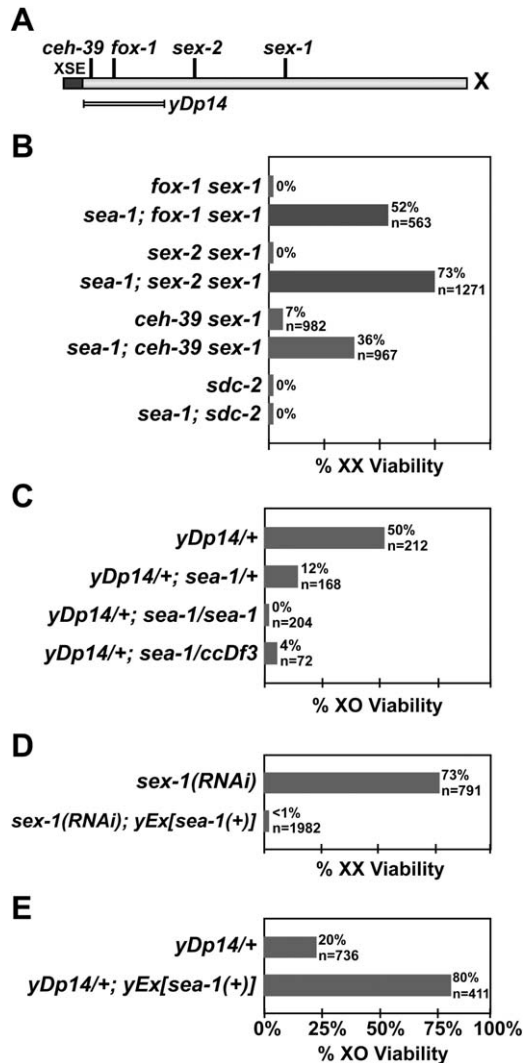 A
ceh-39 fox-1 sex-2 sex-1
XSE
X
yDp14
B
fox-1 sex-1 0%
sea-1; fox-1 sex-1 52%
n=563
sex-2 sex-1 0%
sea-1; sex-2 sex-1 73%
n=1271
ceh-39 sex-1 7%
n=982
sea-1; ceh-39 sex-1 36%
n=967
sdc-2 0%
sea-1; sdc-2 0%
% XX Viability
C
yDp14/+ 50%
n=212
yDp14/+; sea-1/+ 12%
n=168
yDp14/+; sea-1/sea-1 0%
n=204
yDp14/+; sea-1/ccDf3 4%
n=72
% XO Viability
D
sex-1(RNAi) 73%
n=791
sex-1(RNAi); yEx[sea-1(+)] <1%
n=1982
% XX Viability
E
yDp14/+ 20%
n=736
yDp14/+; yEx[sea-1(+)] 80%
n=411
0% 25% 50% 75% 100%
% XO Viability